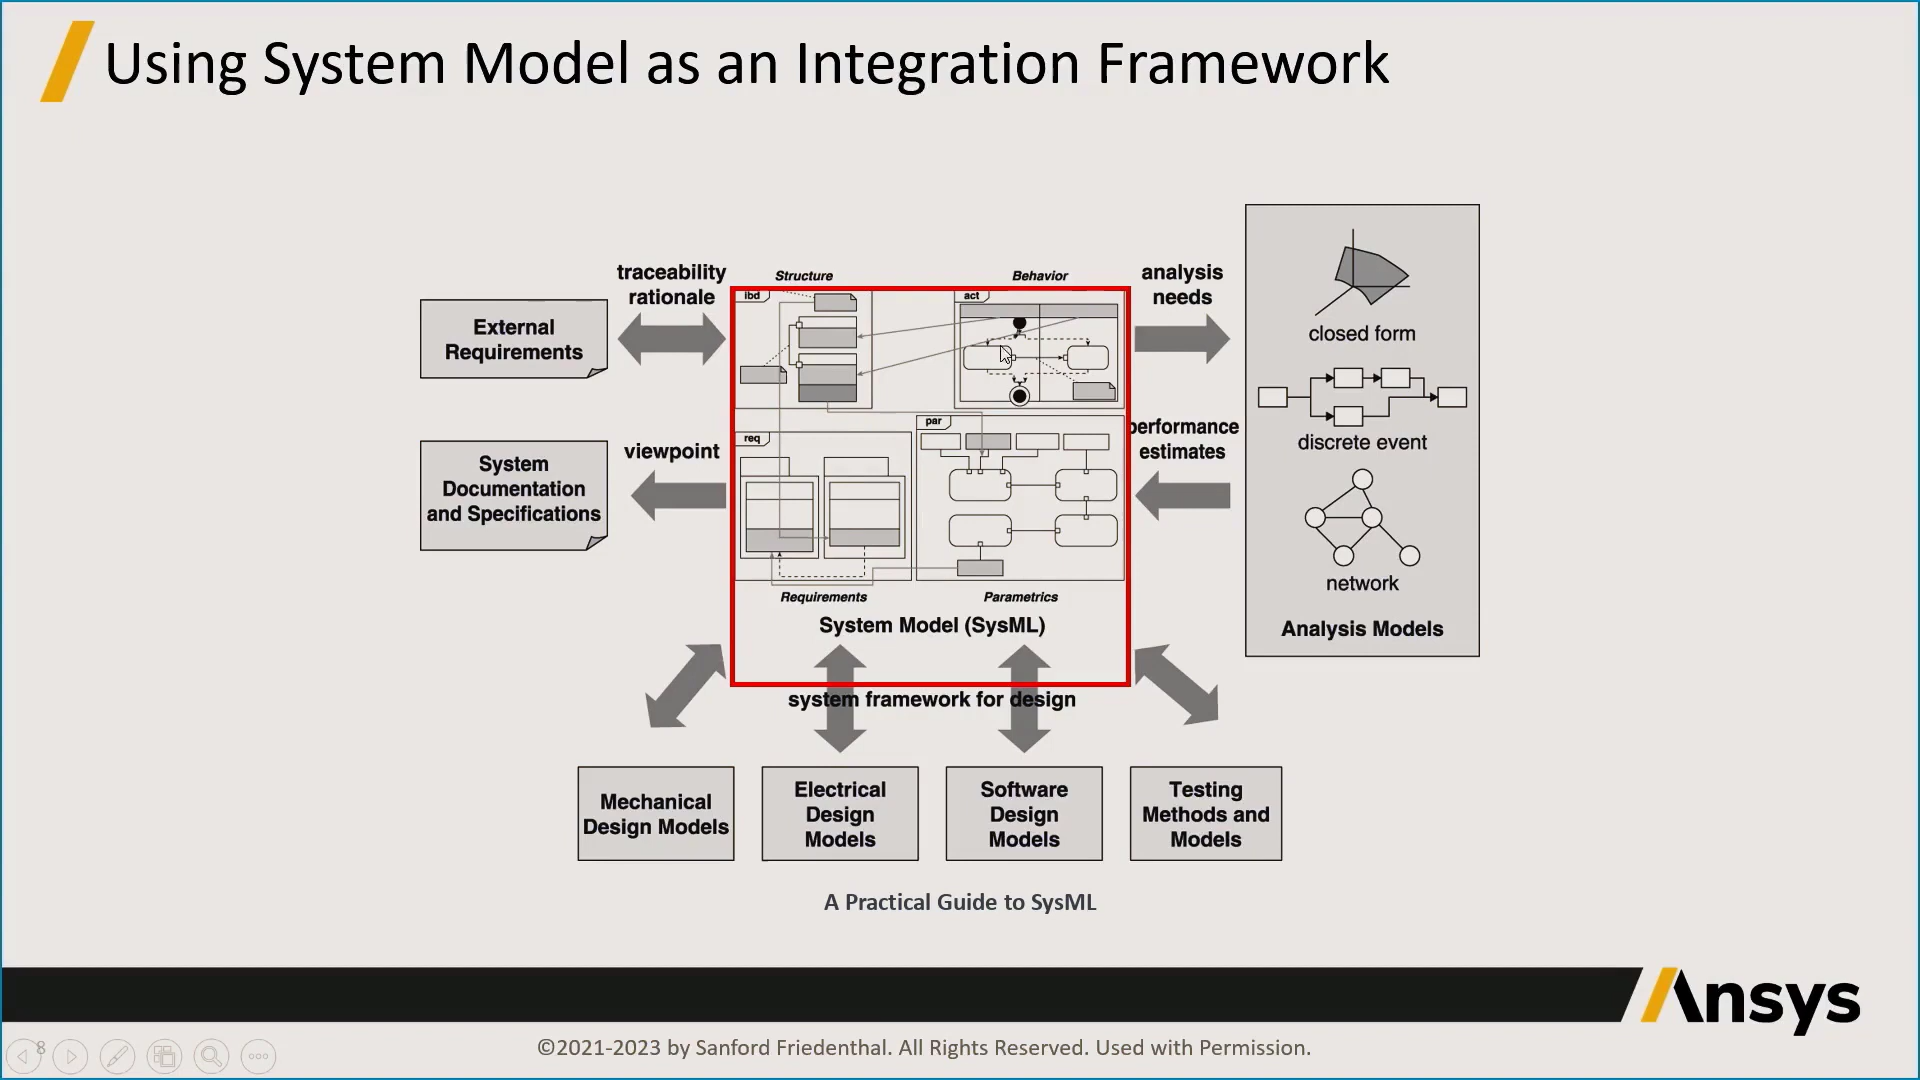 Using System Model as an Integration Framework
traceability
rationale
Structure
Behavior
analysis
needs
External
Requirements
ibd
act
closed form
discrete event
network
Analysis Models
viewpoint
System
Documentation
and Specifications
req
par
performance
estimates
Requirements
Parametrics
System Model (SysML)
system framework for design
Mechanical
Design Models
Electrical
Design
Models
Software
Design
Models
Testing
Methods and
Models
A Practical Guide to SysML
Ansys
8
©2021-2023 by Sanford Friedenthal. All Rights Reserved. Used with Permission.